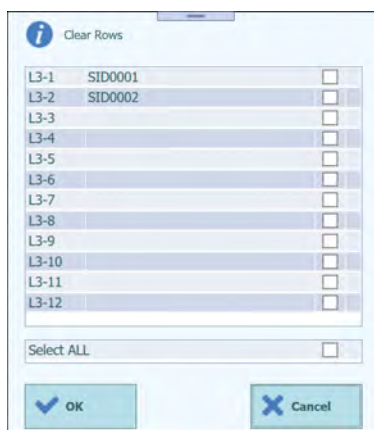 Clear Rows
L3-1 SID0001
L3-2 SID0002
L3-3
L3-4
L3-5
L3-6
L3-7
L3-8
L3-9
L3-10
L3-11
L3-12
Select ALL
OK
Cancel